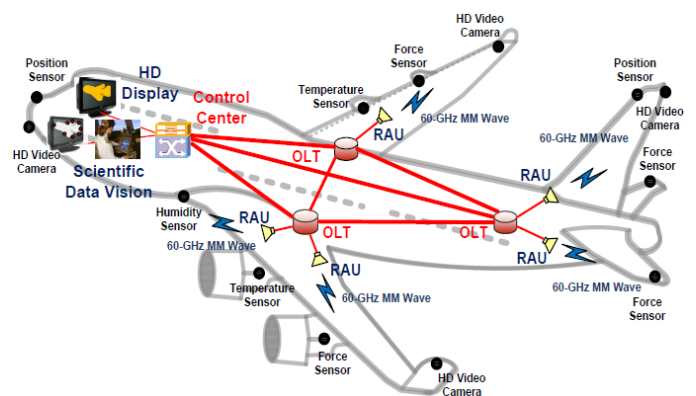 HD Video
Camera
Position
Sensor
Force
Sensor
Temperature
Sensor
HD
Display
Control
Center
RAU
60-GHz MM Wave
OLT
HD Video
Camera
Scientific
Data Vision
Position
Sensor
HD Video
Camera
Force
Sensor
RAU
60-GHz MM Wave
Humidity
Sensor
RAU
OLT
OLT
60-GHz MM Wave
RAU
RAU
60-GHz MM Wave
60-GHz MM Wave
Temperature
Sensor
Force
Sensor
Force
Sensor
HD Video
Camera